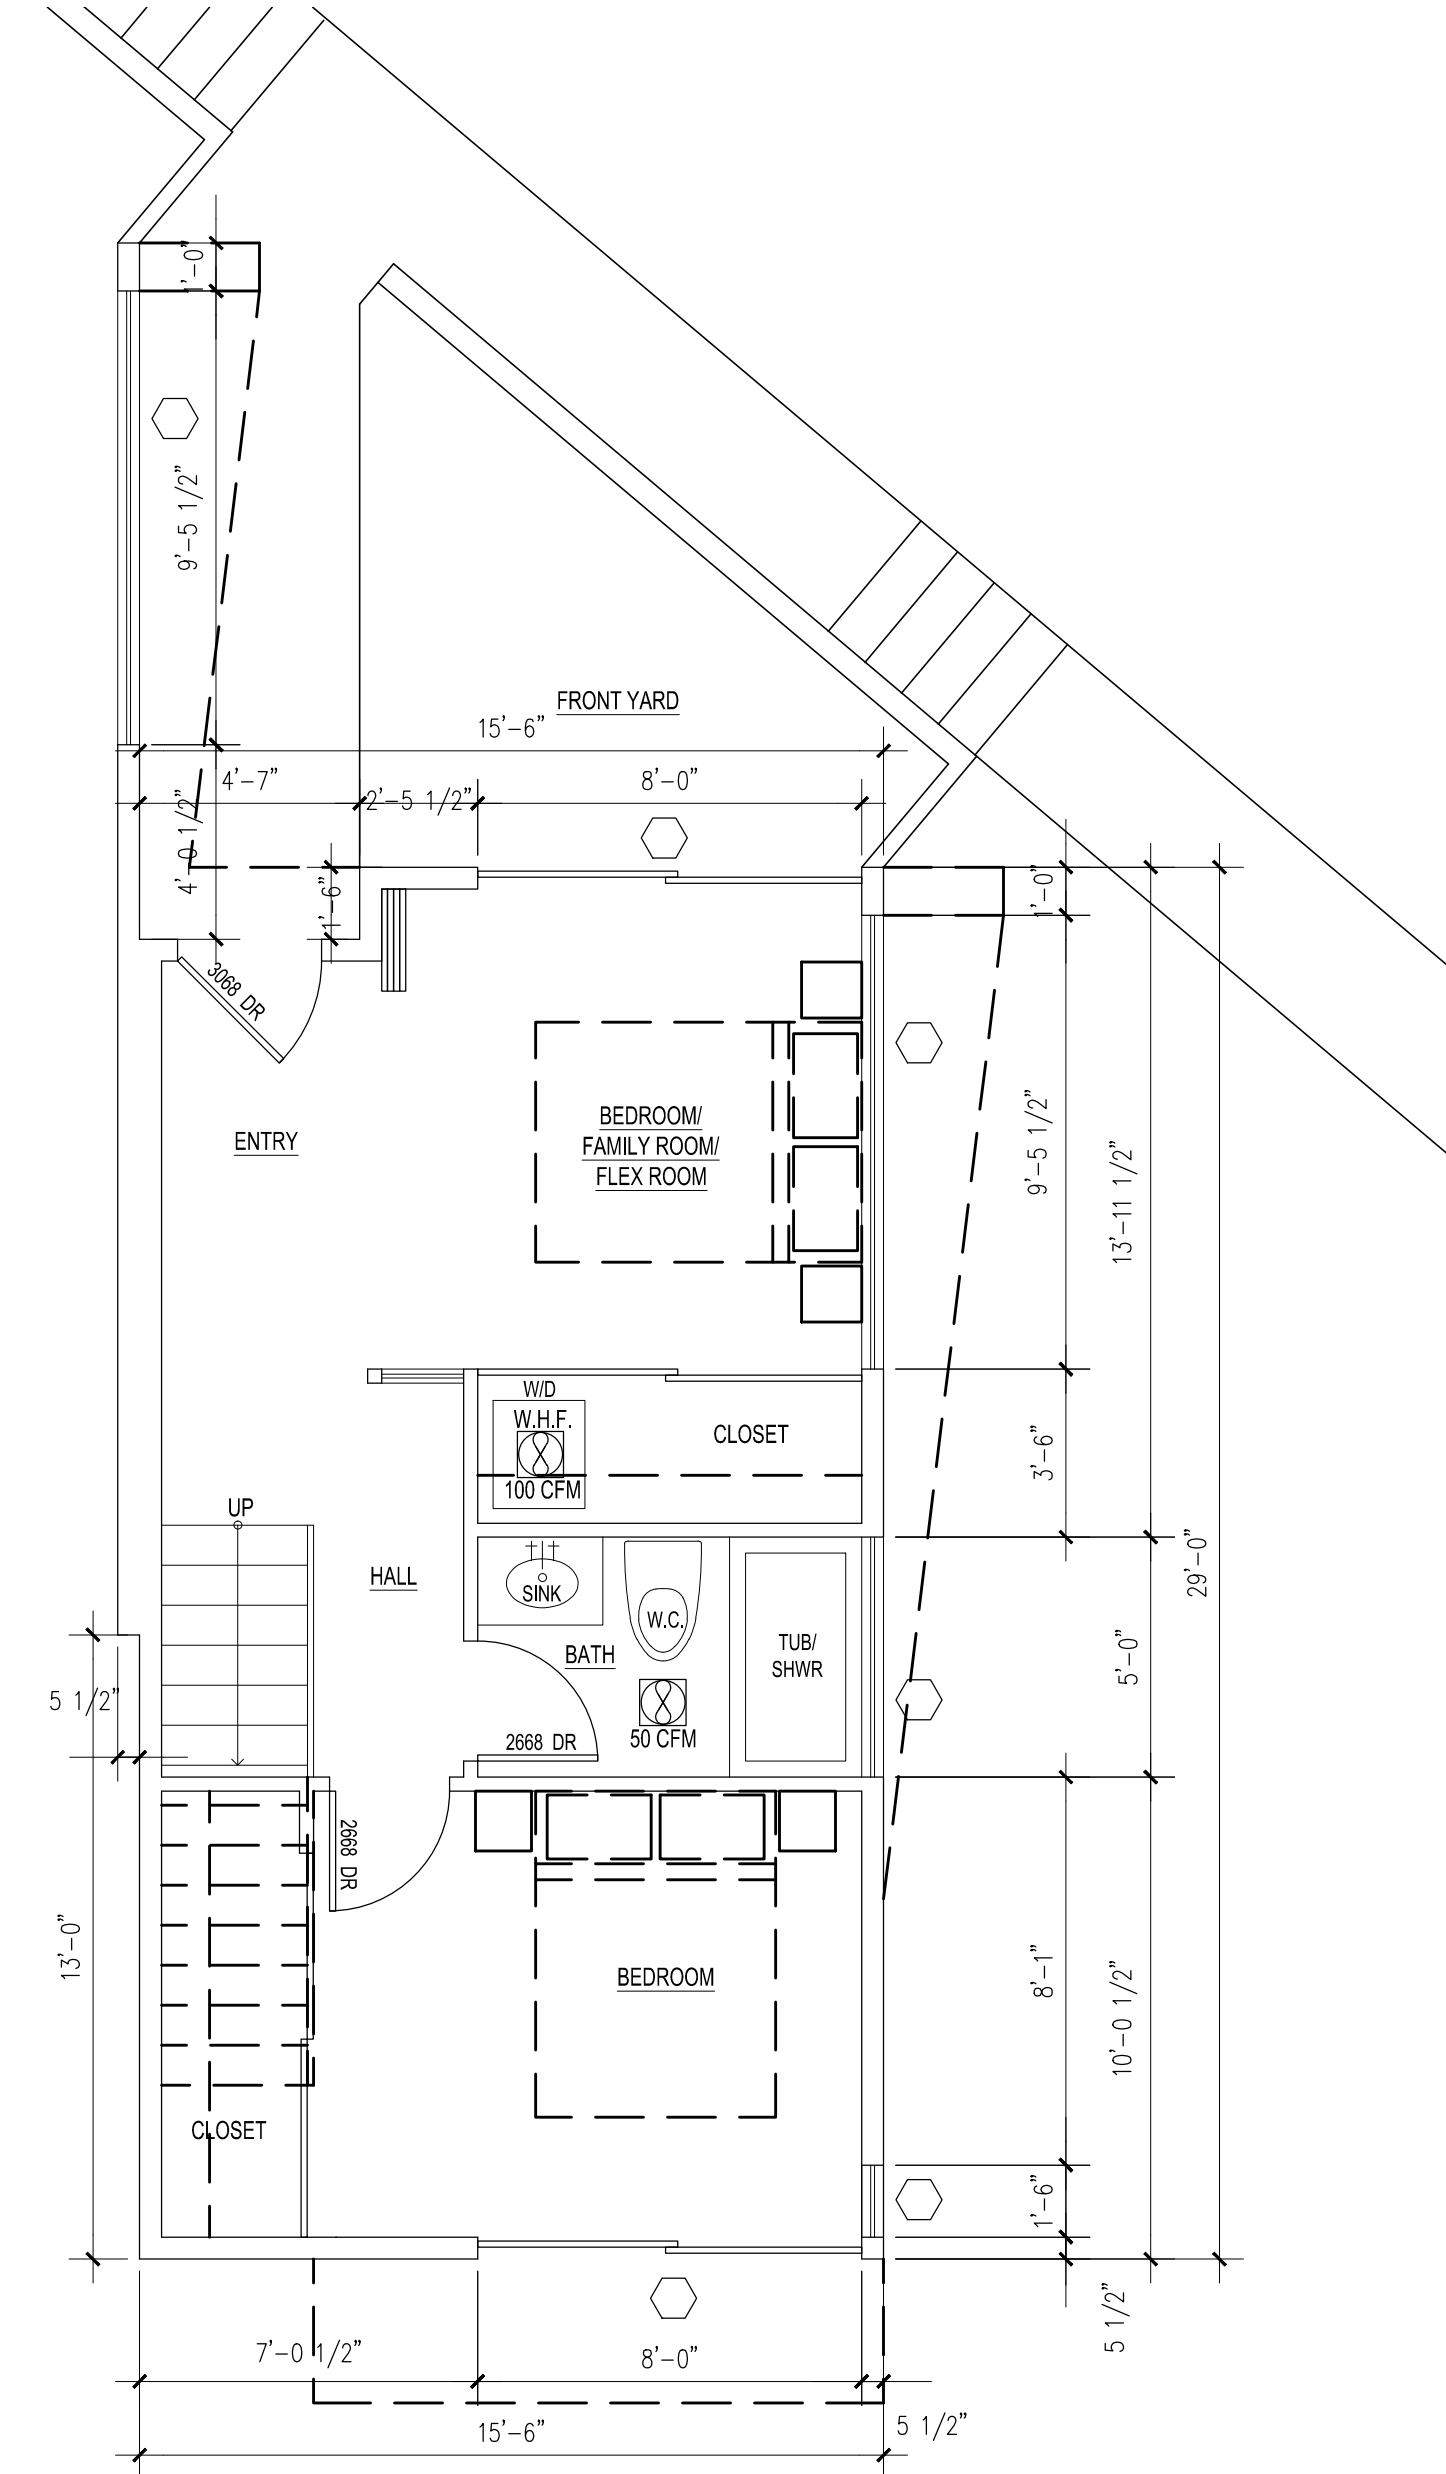 1'-0"
9'-5 1/2"
FRONT YARD
15'-6"
4'-7"
2'-5 1/2"
8'-0"
4'-0 1/2"
1'-6"
1'-0"
3068 DR
ENTRY
BEDROOM/
FAMILY ROOM/
FLEX ROOM
9'-5 1/2"
13'-11 1/2"
W/D
W.H.F.
100 CFM
CLOSET
3'-6"
UP
HALL
SINK
W.C.
BATH
TUB/
SHWR
29'-0"
5'-0"
5 1/2"
50 CFM
2668 DR
2668 DR
13'-0"
BEDROOM
8'-1"
10'-0 1/2"
CLOSET
1'-6"
5 1/2"
7'-0 1/2"
8'-0"
5 1/2"
15'-6"